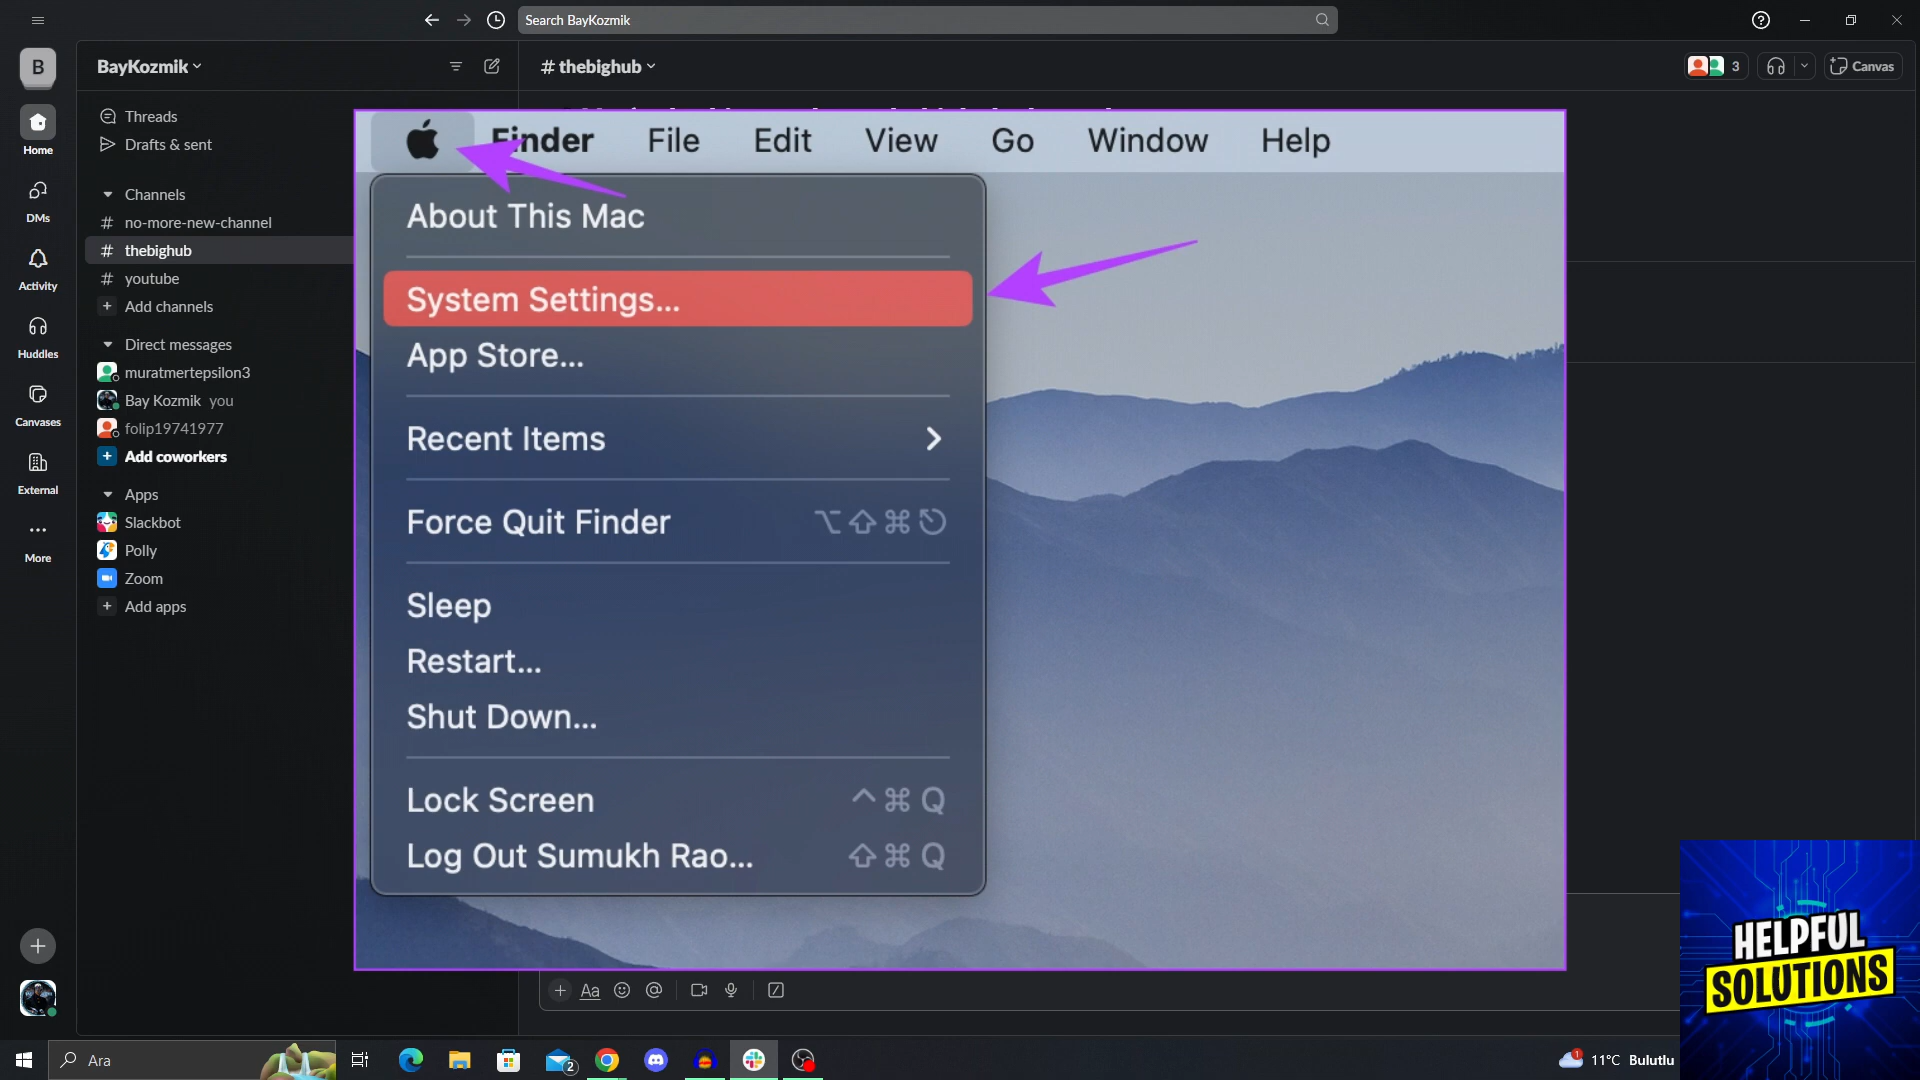 Search BayKozmik
B
BayKozmik
# thebighub
3
Canvas
Home
DMs
Activity
Huddles
Canvases
External
More
Threads
Drafts & sent
Channels
# no-more-new-channel
# thebighub
# youtube
+ Add channels
Direct messages
muratmertepsilon3
Bay Kozmik you
folip19741977
+ Add coworkers
Apps
Slackbot
Polly
Zoom
+ Add apps
Finder File Edit View Go Window Help
About This Mac
System Settings...
App Store...
Recent Items
Force Quit Finder ⌥⇧⌘⎋
Sleep
Restart...
Shut Down...
Lock Screen ^⌘Q
Log Out Sumukh Rao... ⇧⌘Q
Aa
HELPFUL
SOLUTIONS
Ara
2
1
11°C Bulutlu